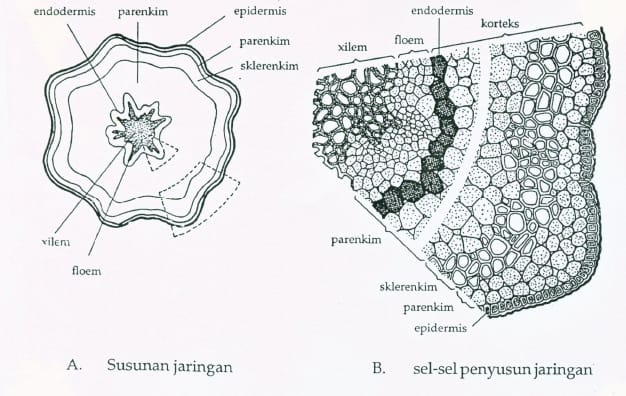 endodermis
parenkim
epidermis
parenkim
sklerenkim
xilem
floem
A. Susunan jaringan
endodermis
korteks
floem
xilem
parenkim
sklerenkim
parenkim
epidermis
B. sel-sel penyusun jaringan